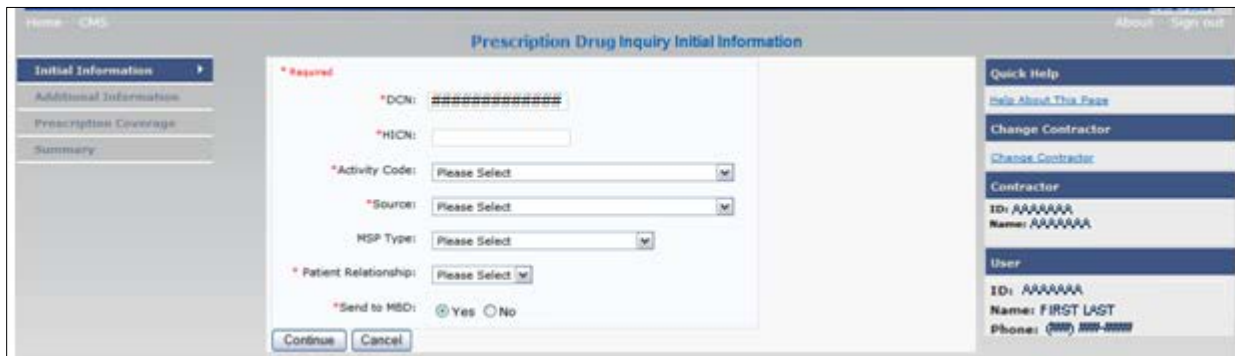 Home CMS
About Sign out
Prescription Drug Inquiry Initial Information
Initial Information
Additional Information
Prescription Coverage
Summary
* Required
*DCN: #############
*HICN:
*Activity Code: Please Select
*Source: Please Select
MSP Type: Please Select
* Patient Relationship: Please Select
*Send to MBD: Yes No
Continue Cancel
Quick Help
Help About This Page
Change Contractor
Change Contractor
Contractor
ID: AAAAAAA
Name: AAAAAAA
User
ID: AAAAAAA
Name: FIRST LAST
Phone: (###) ###-####